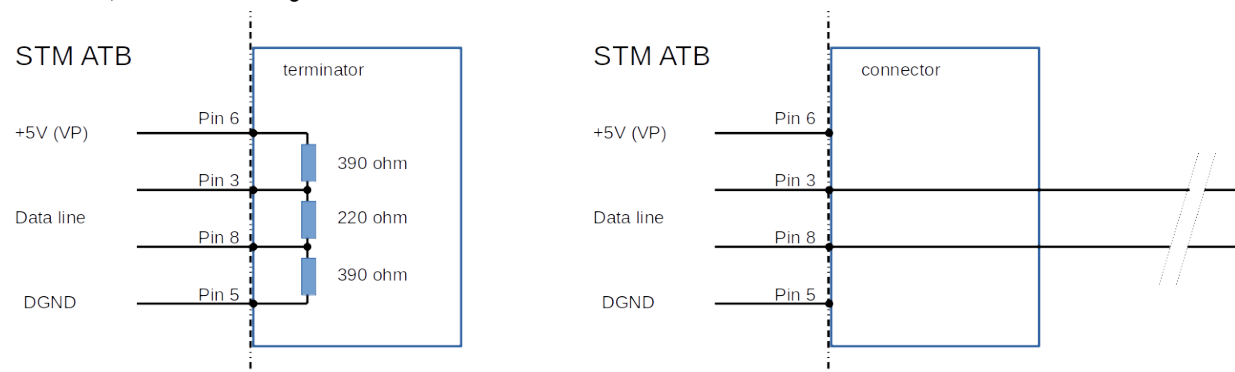 STM ATB
terminator
Pin 6
+5V (VP)
390 ohm
Pin 3
Data line
220 ohm
Pin 8
390 ohm
Pin 5
DGND
STM ATB
connector
Pin 6
+5V (VP)
Pin 3
Data line
Pin 8
Pin 5
DGND